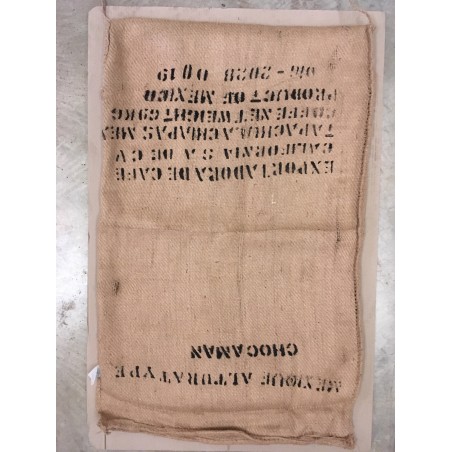 MEXIQUE ALTURA TYPE
CHOCAMAN
EXPORTADORA DE CAFE
CALIFORNIA S.A. DE C.V
TAPACHULA, CHIAPAS MEX
COFFEE NET WEIGHT 69KG
PRODUCT OF MEXICO